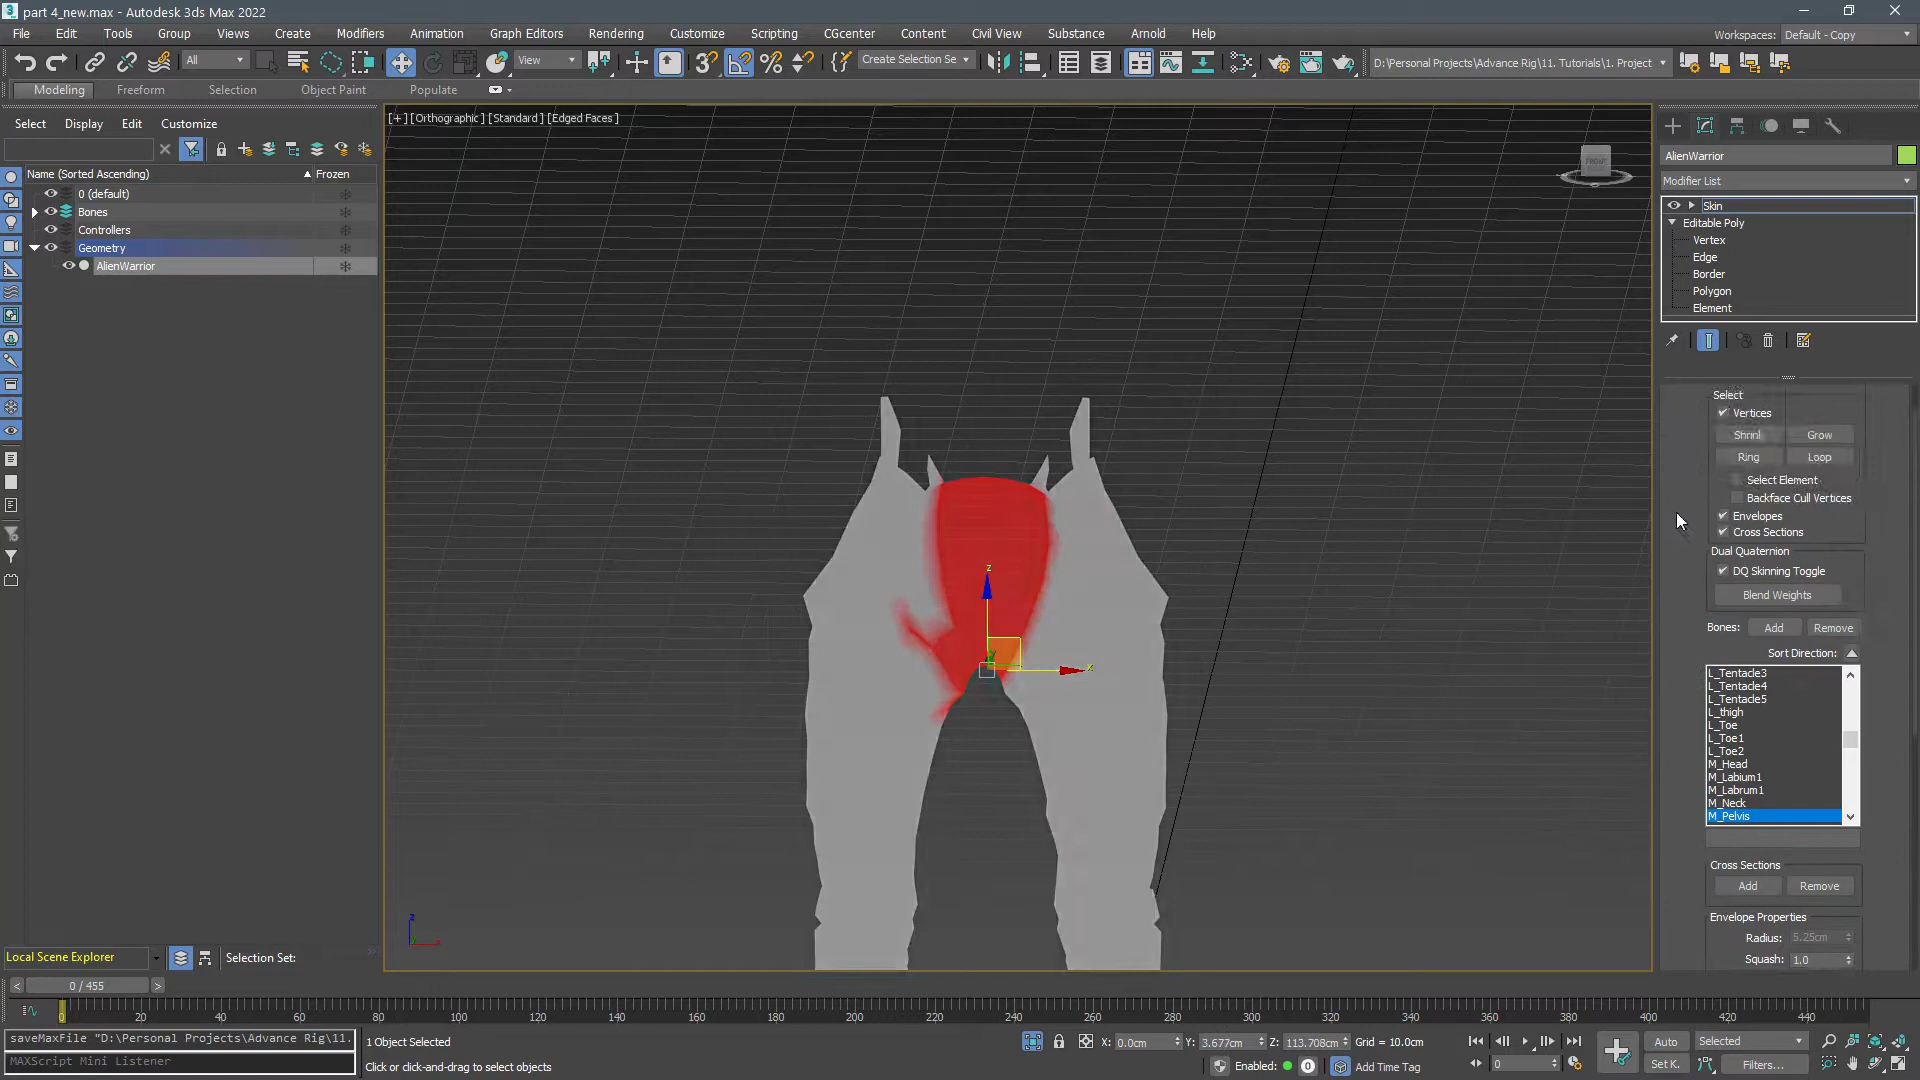 part 4_new.max - Autodesk 3ds Max 2022
File Edit Tools Group Views Create Modifiers Animation Graph Editors Rendering Customize Scripting CGcenter Content Civil View Substance Arnold Help
Workspaces: Default - Copy
All View Create Selection Se D:\Personal Projects\Advance Rig\11. Tutorials\1. Project
Modeling Freeform Selection Object Paint Populate
Select Display Edit Customize
Name (Sorted Ascending) Frozen
0 (default)
Bones
Controllers
Geometry
AlienWarrior
[+] [Orthographic] [Standard] [Edged Faces]
FRONT
z
x
y
z
x
AlienWarrior
Modifier List
Skin
Editable Poly
Vertex
Edge
Border
Polygon
Element
Select
Vertices
Shrink Grow
Ring Loop
Select Element
Backface Cull Vertices
Envelopes
Cross Sections
Dual Quaternion
DQ Skinning Toggle
Blend Weights
Bones: Add Remove
Sort Direction:
L_Tentacle3
L_Tentacle4
L_Tentacle5
L_thigh
L_Toe
L_Toe1
L_Toe2
M_Head
M_Labium1
M_Labrum1
M_Neck
M_Pelvis
Cross Sections
Add Remove
Envelope Properties
Radius: 5.25cm
Squash: 1.0
Local Scene Explorer Selection Set:
0 / 455
0 20 40 60 80 100 120 140 160 180 200 220 240 260 280 300 320 340 360 380 400 420 440
saveMaxFile "D:\Personal Projects\Advance Rig\11.
MAXScript Mini Listener
1 Object Selected
Click or click-and-drag to select objects
X: 0.0cm Y: 3.677cm Z: 113.708cm Grid = 10.0cm
Enabled: 0 Add Time Tag
0
Auto Selected
Set K. Filters...